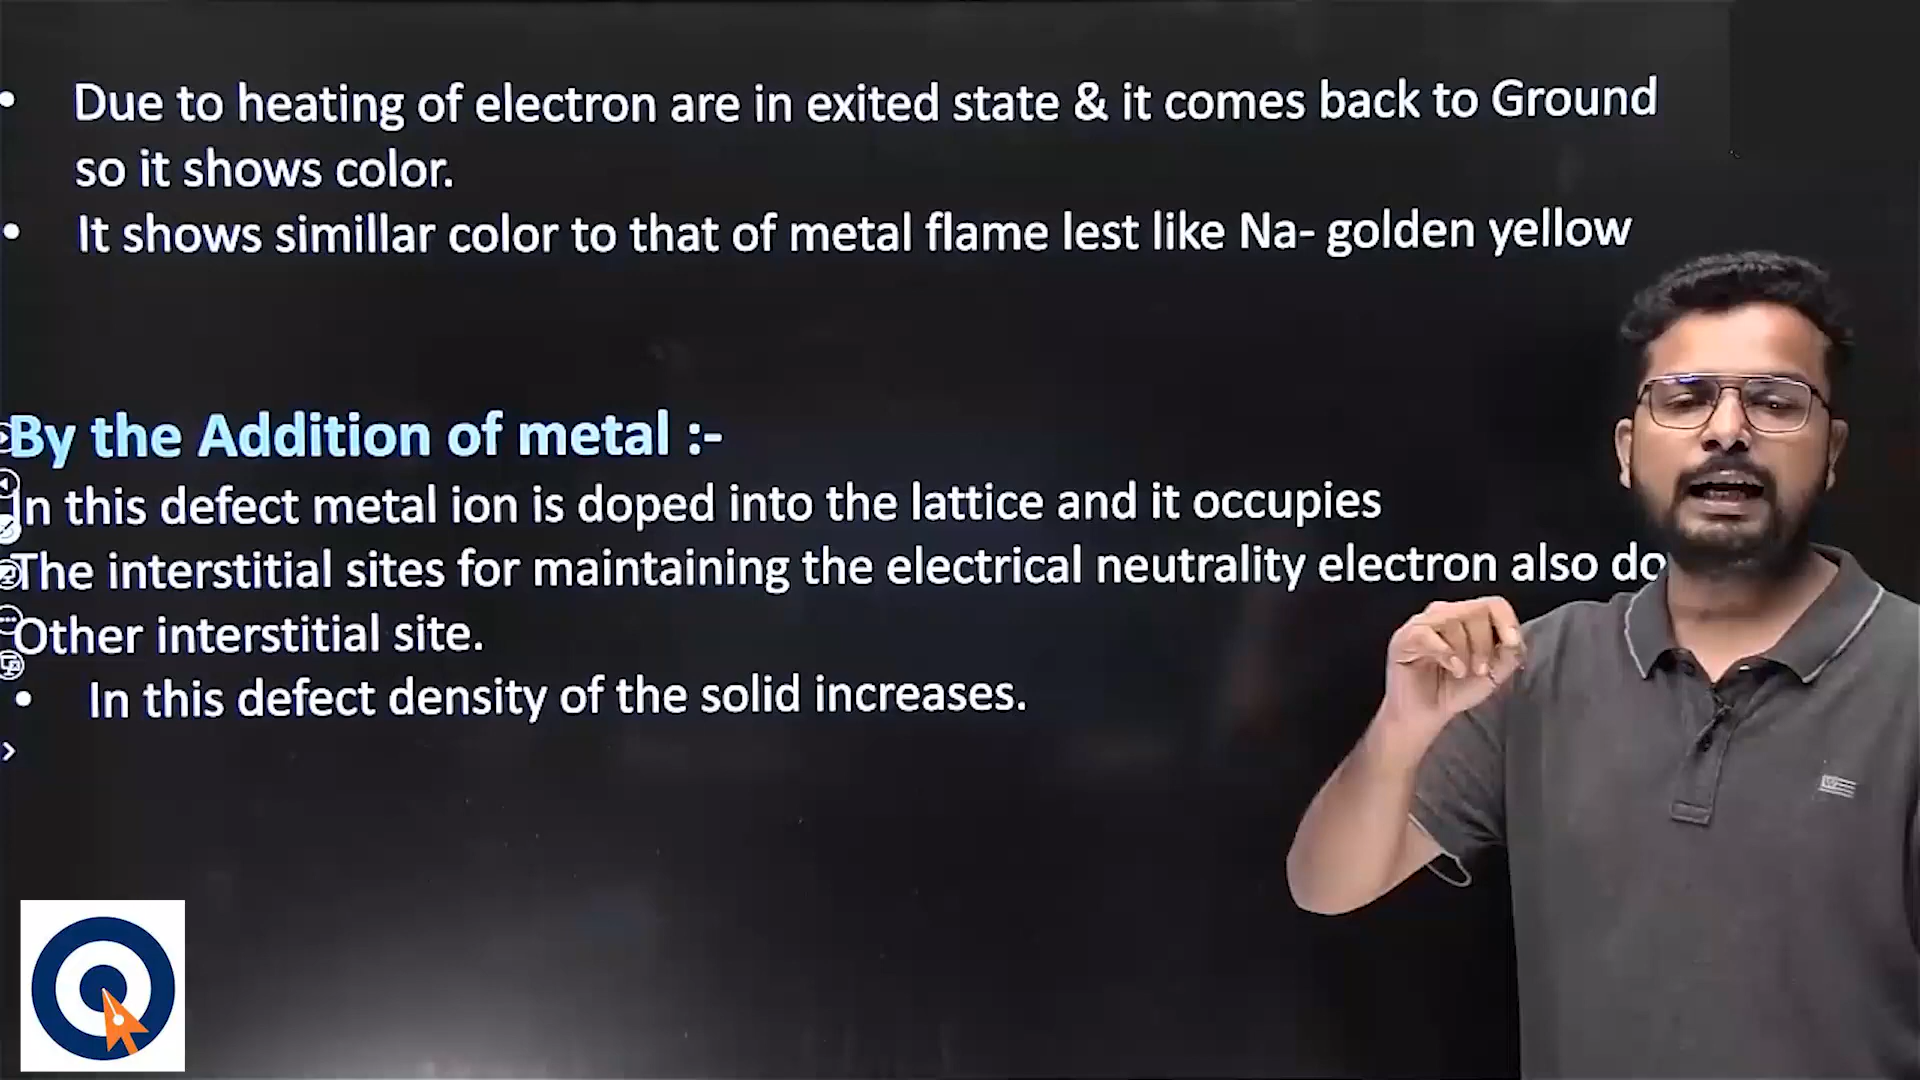 Due to heating of electron are in exited state & it comes back to Ground
so it shows color.
It shows simillar color to that of metal flame lest like Na- golden yellow
By the Addition of metal :-
In this defect metal ion is doped into the lattice and it occupies
The interstitial sites for maintaining the electrical neutrality electron also do
Other interstitial site.
In this defect density of the solid increases.